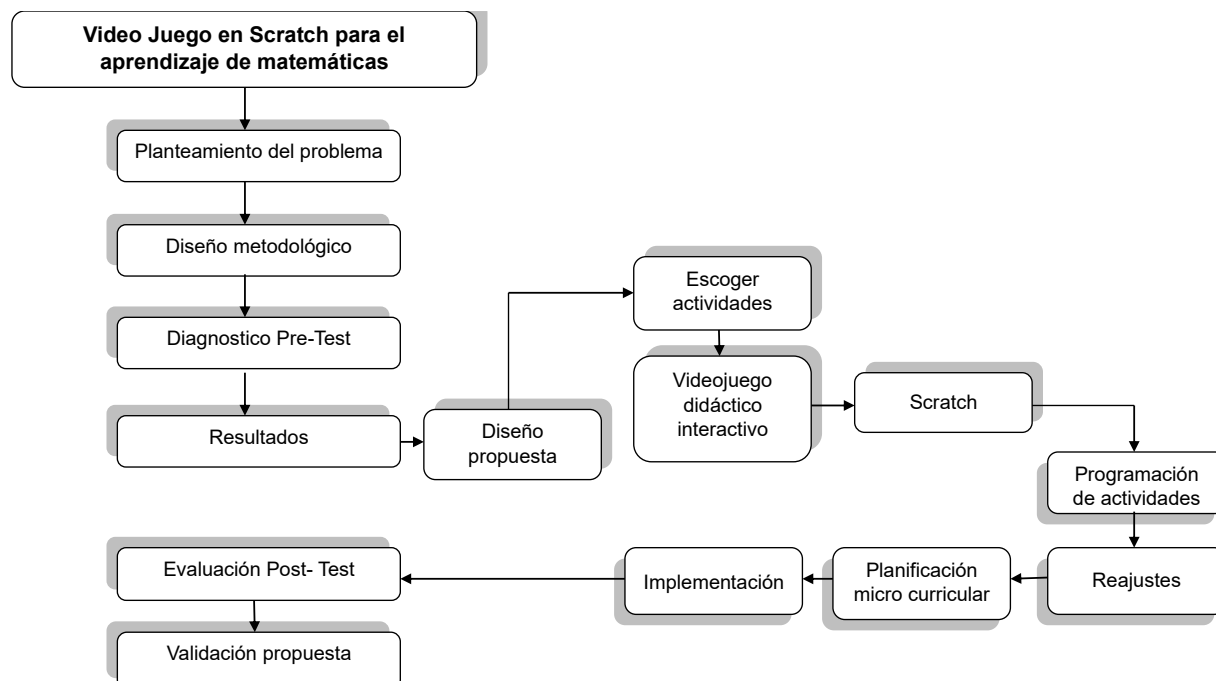 Video Juego en Scratch para el
aprendizaje de matemáticas
Planteamiento del problema
Diseño metodológico
Diagnostico Pre-Test
Resultados
Diseño
propuesta
Escoger
actividades
Videojuego
didáctico
interactivo
Scratch
Programación
de actividades
Reajustes
Planificación
micro curricular
Implementación
Evaluación Post- Test
Validación propuesta